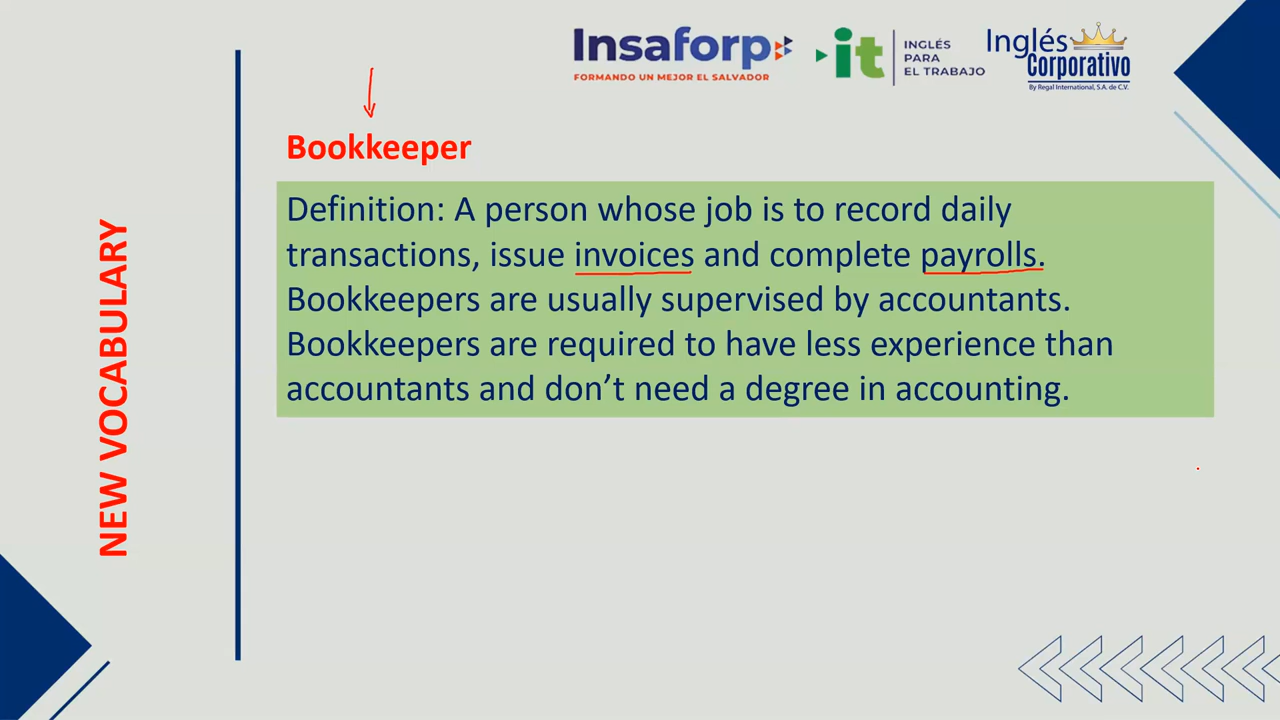 Insaforp
FORMANDO UN MEJOR EL SALVADOR
it
INGLÉS
PARA
EL TRABAJO
Inglés
Corporativo
By Regal International, S.A. de C.V.
NEW VOCABULARY
Bookkeeper
Definition: A person whose job is to record daily
transactions, issue invoices and complete payrolls.
Bookkeepers are usually supervised by accountants.
Bookkeepers are required to have less experience than
accountants and don’t need a degree in accounting.